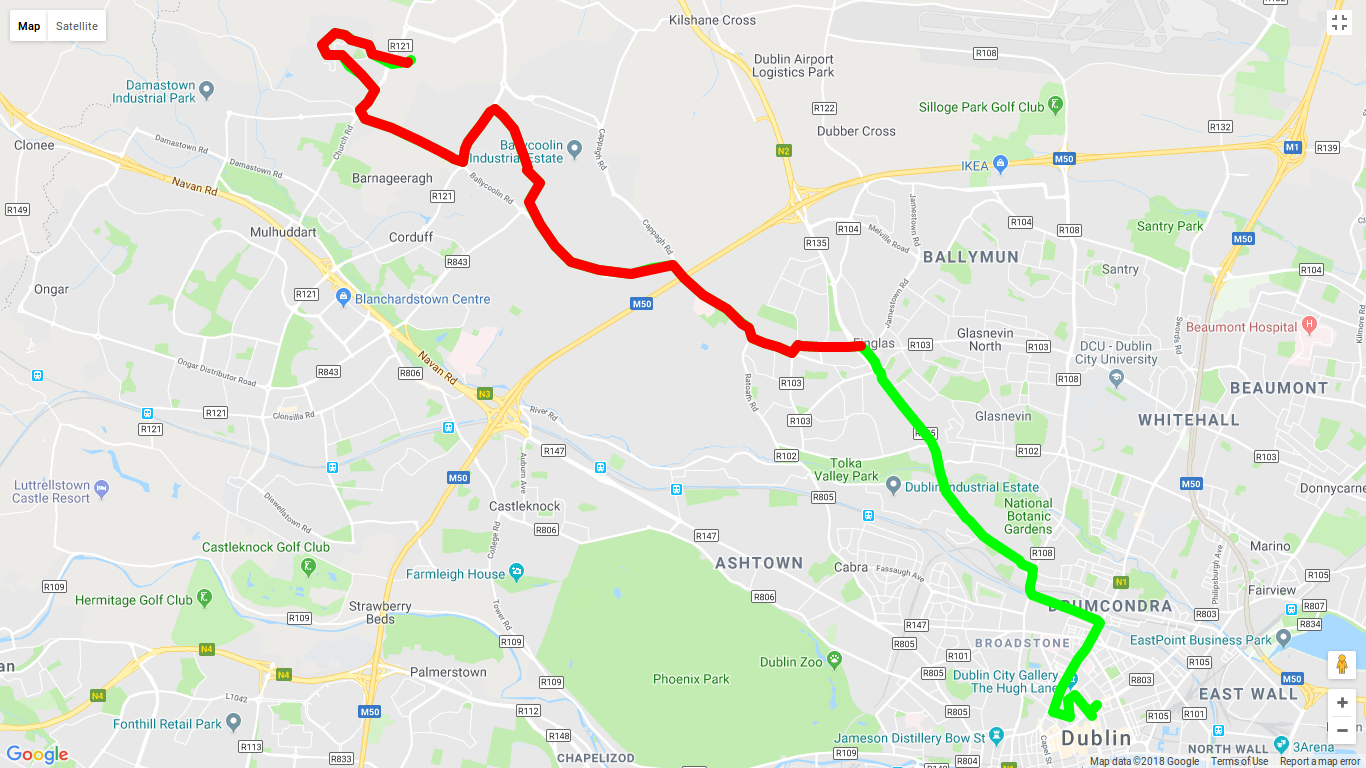 Map
Satellite
Kilshane Cross
R121
R108
Dublin Airport
Logistics Park
Damastown
Industrial Park
Silloge Park Golf Club
R122
Dubber Cross
R132
Clonee
Damastown Rd
Church Rd
Cappagh Rd
Industrial Estate
N2
M50
M1
R139
IKEA
Damastown Rd
Navan Rd
Barnageeragh
Ballycoolin Rd
R121
R149
Jamestown Rd
R104
R108
Mulhuddart
Corduff
Cappagh Rd
R104
Melville Road
R135
Santry Park
M50
R843
BALLYMUN
Santry
R104
Ongar
R121
Blanchardstown Centre
M50
Jamestown Rd
Beaumont Hospital
Kilmore Rd
Swords Rd
Finglas
R103
Glasnevin
North
R103
DCU - Dublin
City University
Navan Rd
Ongar Distributor Road
R843
R806
Ratoath Rd
R103
R108
BEAUMONT
N3
Clonsilla Rd
R121
R121
River Rd
R103
Glasnevin
WHITEHALL
R147
R102
R102
R103
Auburn Ave
Tolka
Valley Park
M50
Luttrellstown
Castle Resort
Dublin Industrial Estate
R805
M50
Donnycarne
Diswellstown Rd
Castleknock
National
Botanic
Gardens
R806
R147
College Rd
Castleknock Golf Club
R108
Marino
ASHTOWN
Cabra
Fassaugh Ave
Philipsburgh Ave
Farmleigh House
R109
N1
R105
Hermitage Golf Club
R806
Fairview
Strawberry
Beds
R109
Tower Rd
DRUMCONDRA
R803
R807
R834
R147
R805
BROADSTONE
EastPoint Business Park
R109
N4
R101
R105
Dublin Zoo
Palmerstown
N4
R805
Dublin City Gallery
The Hugh Lane
R803
M50
Phoenix Park
R109
N4
L1042
EAST WALL
R112
M50
R805
R105
R101
Fonthill Retail Park
R148
Jameson Distillery Bow St
Capel St
Dublin
R113
R833
CHAPELIZOD
R109
R804
NORTH WALL
3Arena
Google
Map data ©2018 Google
Terms of Use
Report a map error